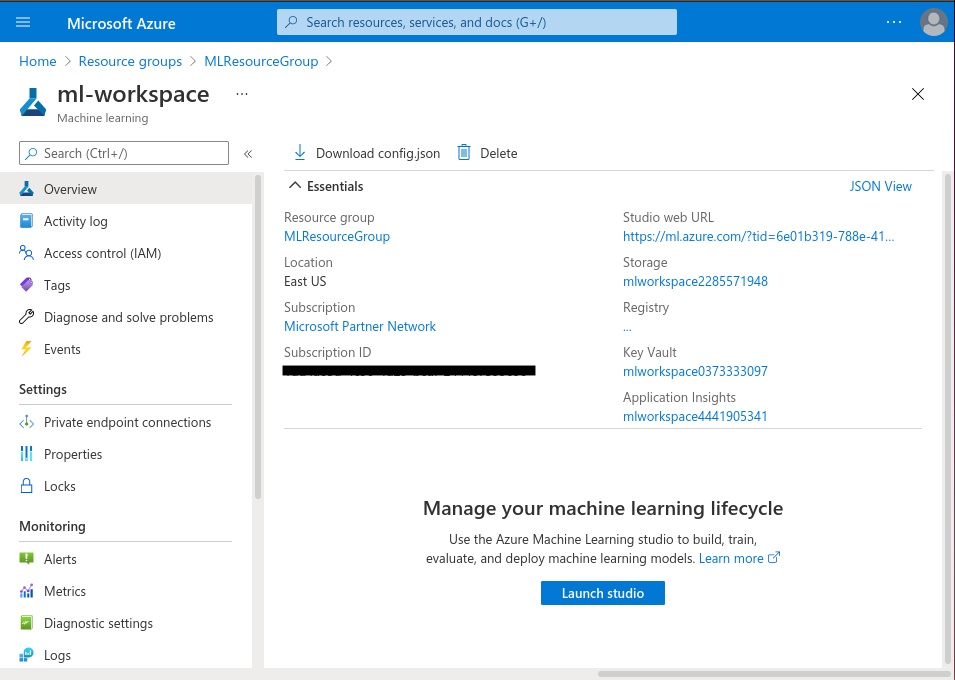 Microsoft Azure
Search resources, services, and docs (G+/)
...
Home > Resource groups > MLResourceGroup >
ml-workspace ...
Machine learning
Search (Ctrl+/)
«
Overview
Activity log
Access control (IAM)
Tags
Diagnose and solve problems
Events
Settings
Private endpoint connections
Properties
Locks
Monitoring
Alerts
Metrics
Diagnostic settings
Logs
Download config.json
Delete
Essentials
JSON View
Resource group
MLResourceGroup
Location
East US
Subscription
Microsoft Partner Network
Subscription ID
Studio web URL
https://ml.azure.com/?tid=6e01b319-788e-41...
Storage
mlworkspace2285571948
Registry
...
Key Vault
mlworkspace0373333097
Application Insights
mlworkspace4441905341
Manage your machine learning lifecycle
Use the Azure Machine Learning studio to build, train,
evaluate, and deploy machine learning models. Learn more
Launch studio